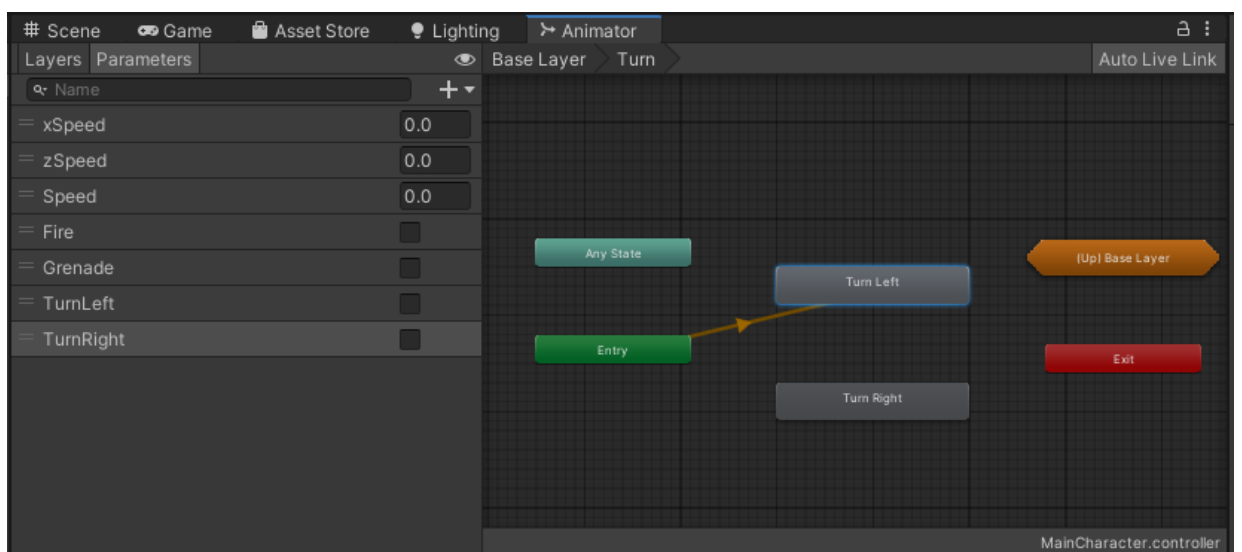 Scene Game Asset Store Lighting Animator
Layers Parameters Base Layer Turn Auto Live Link
Name
xSpeed 0.0
zSpeed 0.0
Speed 0.0
Fire
Grenade
TurnLeft
TurnRight
Any State
(Up) Base Layer
Turn Left
Entry
Exit
Turn Right
MainCharacter.controller